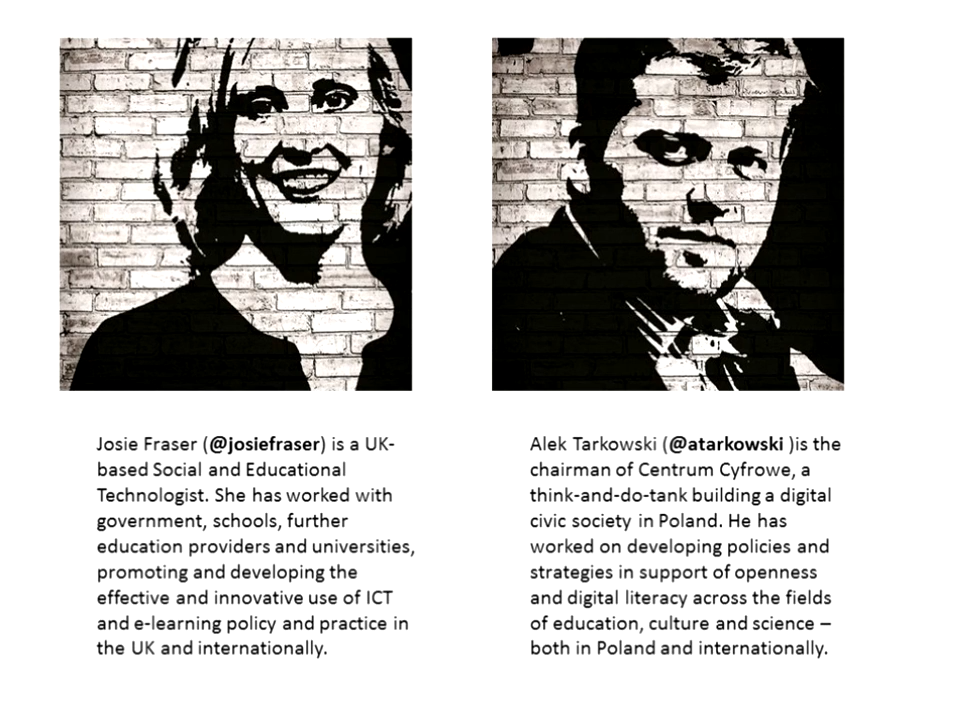 Josie Fraser (@josiefraser) is a UK-
based Social and Educational
Technologist. She has worked with
government, schools, further
education providers and universities,
promoting and developing the
effective and innovative use of ICT
and e-learning policy and practice in
the UK and internationally.
Alek Tarkowski (@atarkowski )is the
chairman of Centrum Cyfrowe, a
think-and-do-tank building a digital
civic society in Poland. He has
worked on developing policies and
strategies in support of openness
and digital literacy across the fields
of education, culture and science –
both in Poland and internationally.